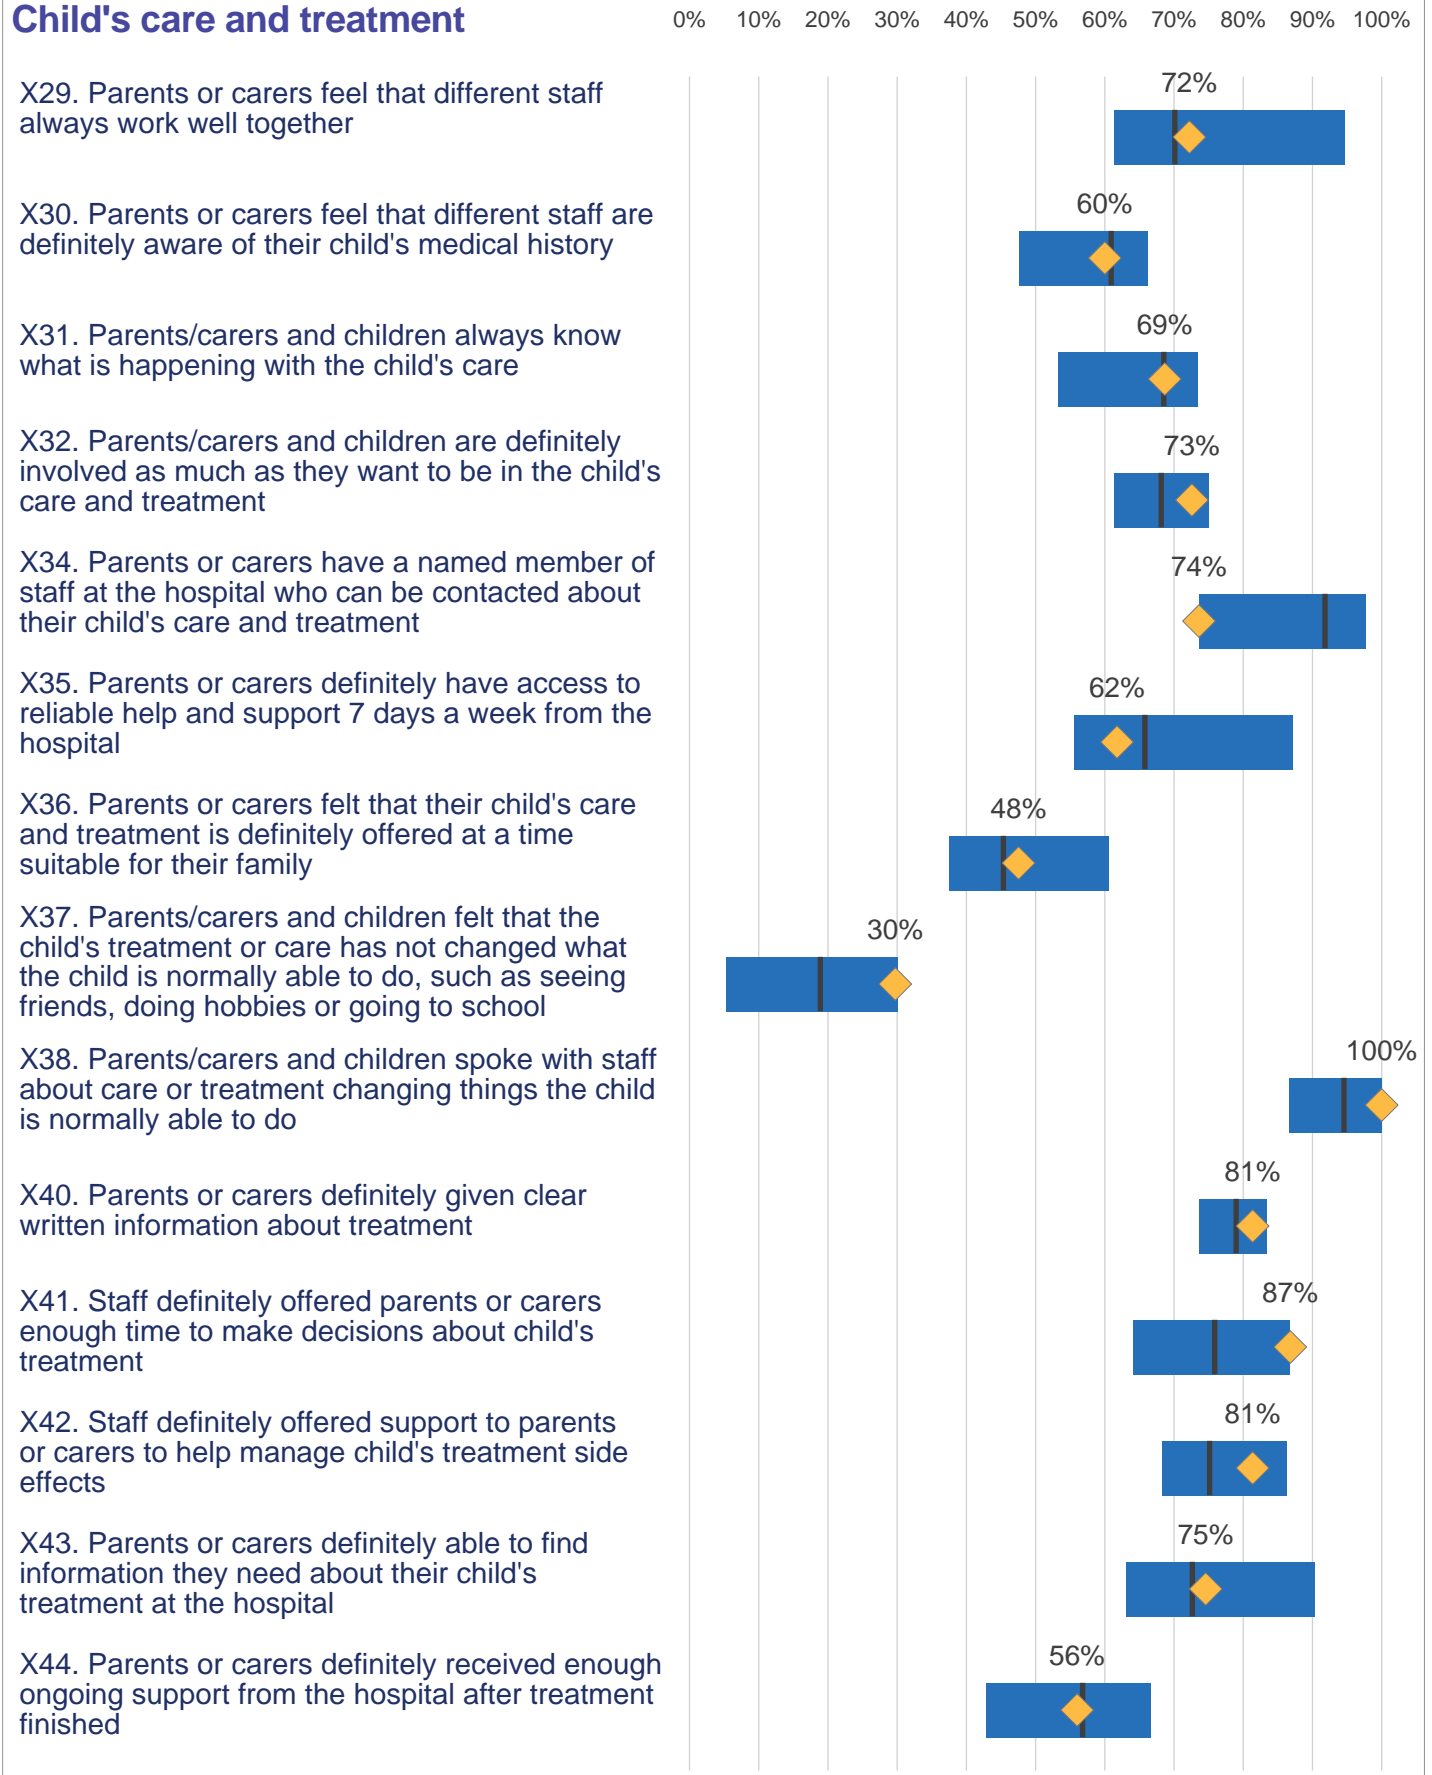 Child's care and treatment
0% 10% 20% 30% 40% 50% 60% 70% 80% 90% 100%
X29. Parents or carers feel that different staff
always work well together
72%
X30. Parents or carers feel that different staff are
definitely aware of their child's medical history
60%
X31. Parents/carers and children always know
what is happening with the child's care
69%
X32. Parents/carers and children are definitely
involved as much as they want to be in the child's
care and treatment
73%
X34. Parents or carers have a named member of
staff at the hospital who can be contacted about
their child's care and treatment
74%
X35. Parents or carers definitely have access to
reliable help and support 7 days a week from the
hospital
62%
X36. Parents or carers felt that their child's care
and treatment is definitely offered at a time
suitable for their family
48%
X37. Parents/carers and children felt that the
child's treatment or care has not changed what
the child is normally able to do, such as seeing
friends, doing hobbies or going to school
30%
X38. Parents/carers and children spoke with staff
about care or treatment changing things the child
is normally able to do
100%
X40. Parents or carers definitely given clear
written information about treatment
81%
X41. Staff definitely offered parents or carers
enough time to make decisions about child's
treatment
87%
X42. Staff definitely offered support to parents
or carers to help manage child's treatment side
effects
81%
X43. Parents or carers definitely able to find
information they need about their child's
treatment at the hospital
75%
X44. Parents or carers definitely received enough
ongoing support from the hospital after treatment
finished
56%